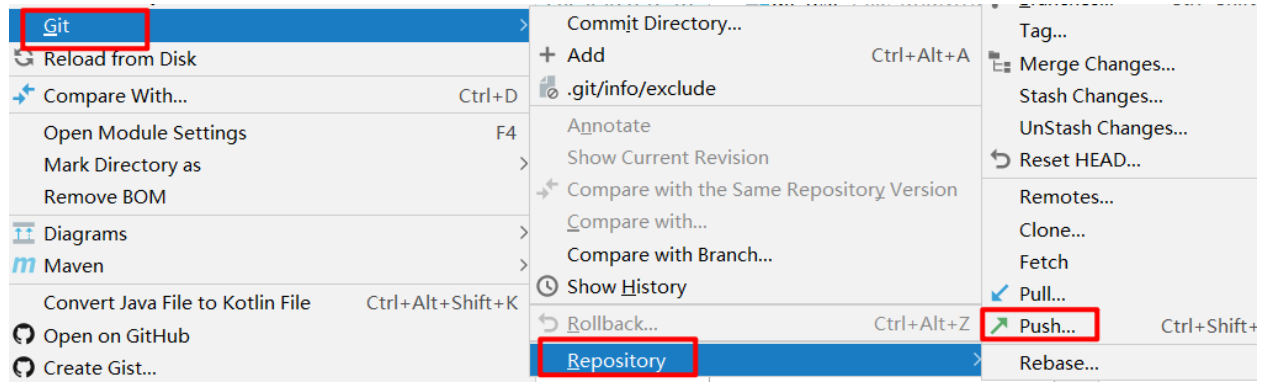 Git
Reload from Disk
Compare With... Ctrl+D
Open Module Settings F4
Mark Directory as
Remove BOM
Diagrams
Maven
Convert Java File to Kotlin File Ctrl+Alt+Shift+K
Open on GitHub
Create Gist...
Commit Directory...
Add Ctrl+Alt+A
.git/info/exclude
Annotate
Show Current Revision
Compare with the Same Repository Version
Compare with...
Compare with Branch...
Show History
Rollback... Ctrl+Alt+Z
Repository
Tag...
Merge Changes...
Stash Changes...
UnStash Changes...
Reset HEAD...
Remotes...
Clone...
Fetch
Pull...
Push... Ctrl+Shift+
Rebase...